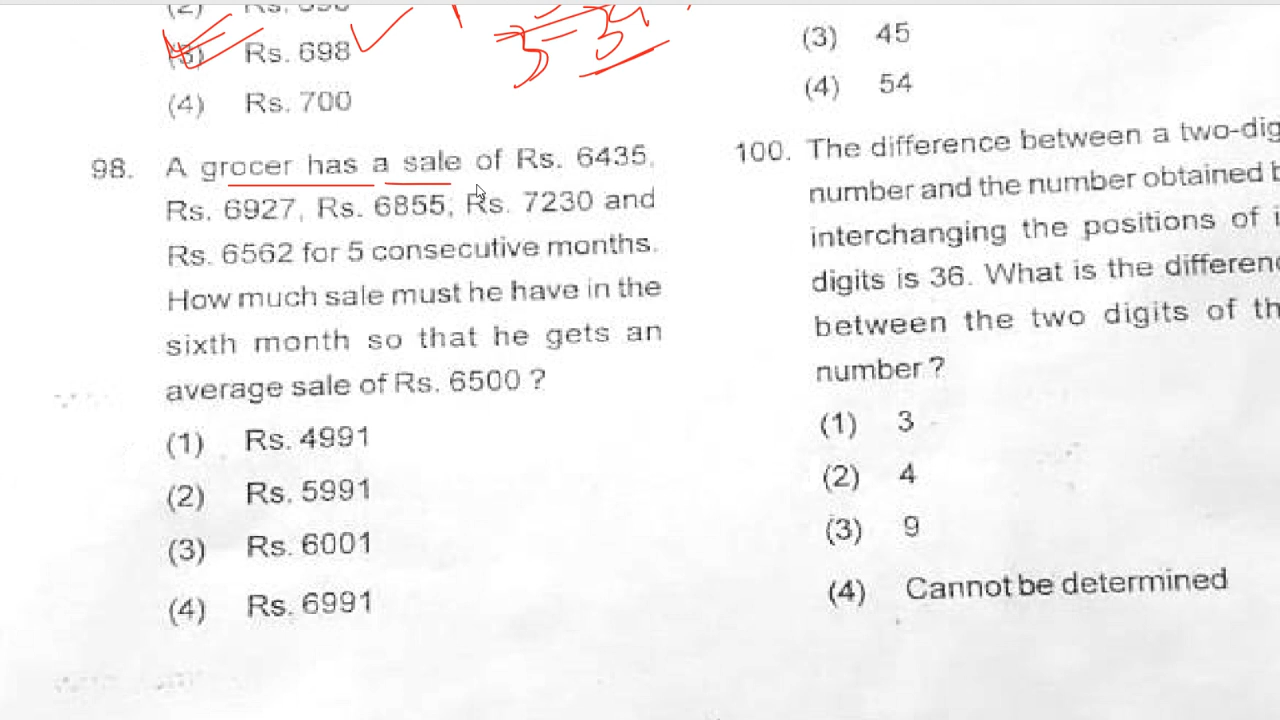 (3) Rs. 698
(4) Rs. 700
98. A grocer has a sale of Rs. 6435,
Rs. 6927, Rs. 6855, Rs. 7230 and
Rs. 6562 for 5 consecutive months.
How much sale must he have in the
sixth month so that he gets an
average sale of Rs. 6500 ?
(1) Rs. 4991
(2) Rs. 5991
(3) Rs. 6001
(4) Rs. 6991
(3) 45
(4) 54
100. The difference between a two-dig
number and the number obtained b
interchanging the positions of i
digits is 36. What is the differenc
between the two digits of th
number ?
(1) 3
(2) 4
(3) 9
(4) Cannot be determined